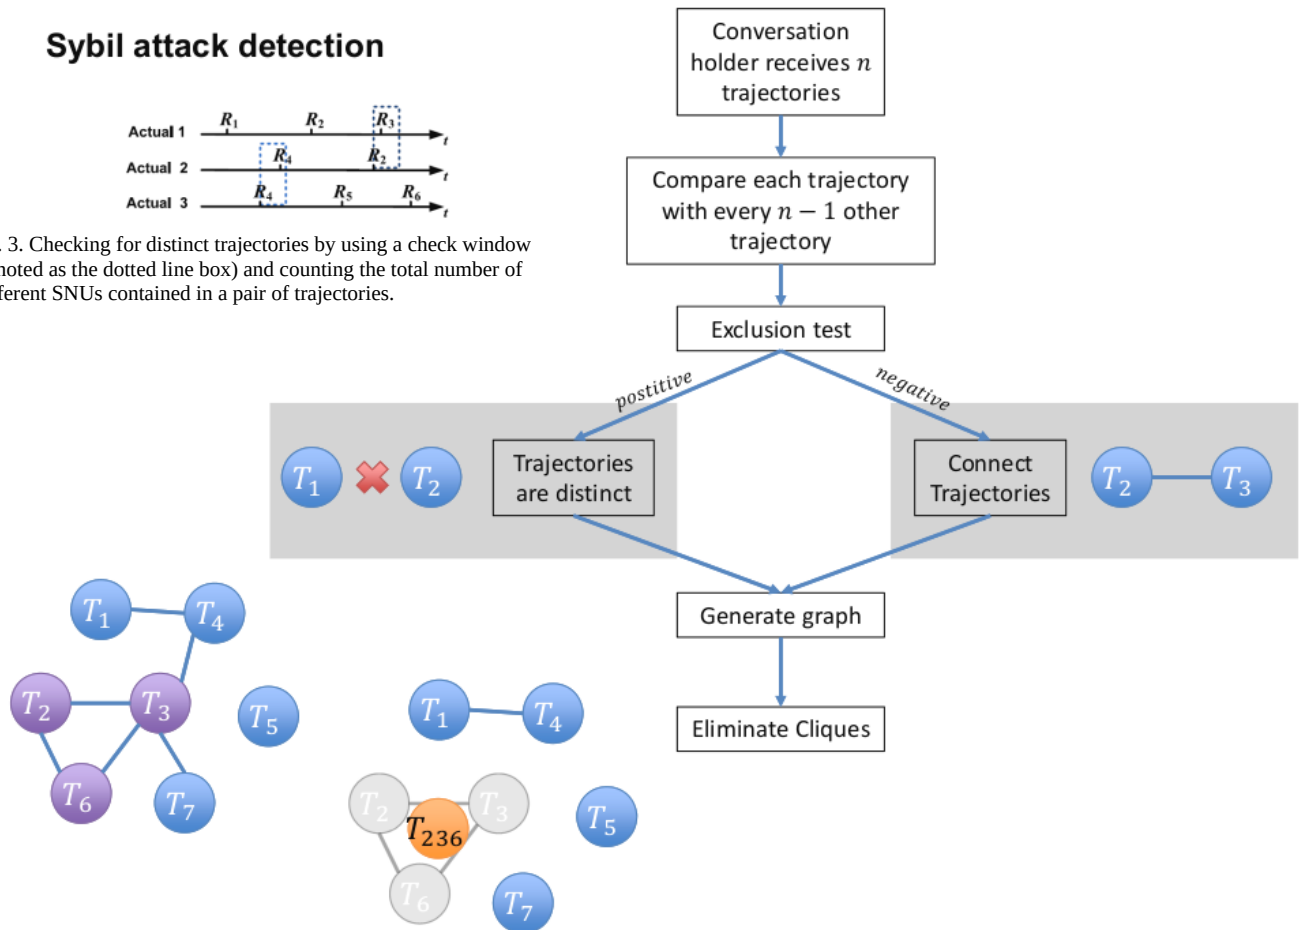 Sybil attack detection
Actual 1 R1 R2 R3 t
Actual 2 R4 R2 t
Actual 3 R4 R5 R6 t
. 3. Checking for distinct trajectories by using a check window
noted as the dotted line box) and counting the total number of
ferent SNUs contained in a pair of trajectories.
Conversation
holder receives n
trajectories
Compare each trajectory
with every n − 1 other
trajectory
Exclusion test
postitive
negative
T1
T2
Trajectories
are distinct
Connect
Trajectories
T2
T3
Generate graph
Eliminate Cliques
T1
T4
T2
T3
T5
T6
T7
T1
T4
T2
T3
T236
T5
T6
T7